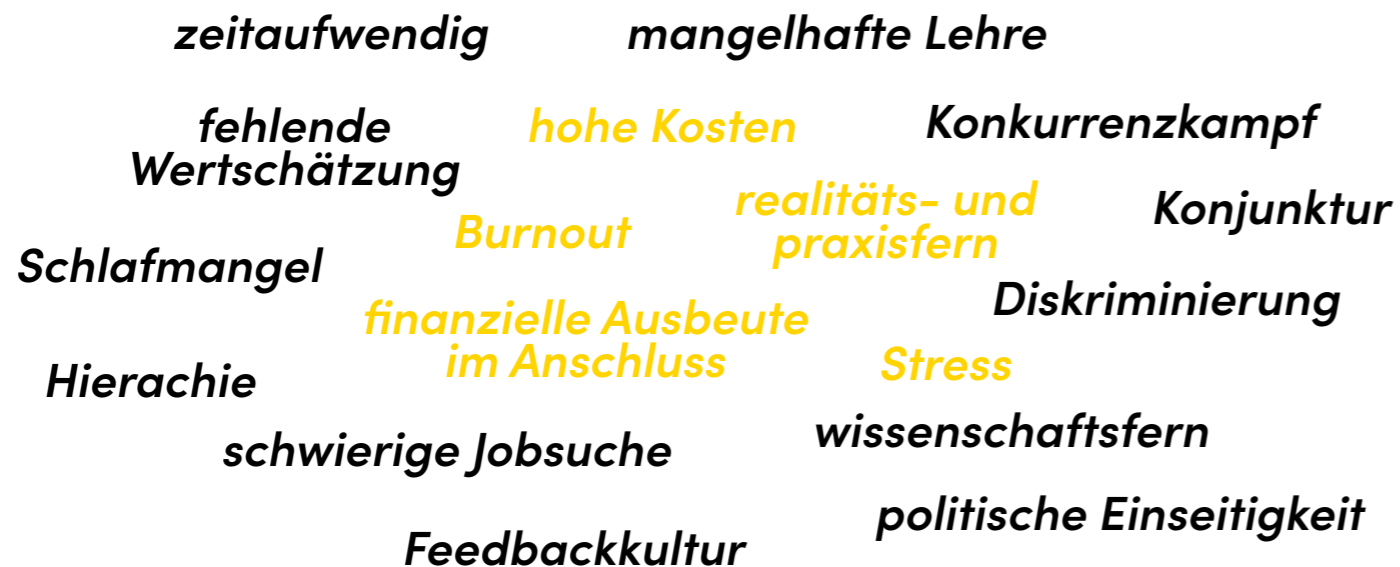 zeitaufwendig
mangelhafte Lehre
fehlende
Wertschätzung
hohe Kosten
Konkurrenzkampf
Burnout
realitäts- und
praxisfern
Konjunktur
Schlafmangel
finanzielle Ausbeute
im Anschluss
Diskriminierung
Hierachie
Stress
schwierige Jobsuche
wissenschaftsfern
Feedbackkultur
politische Einseitigkeit